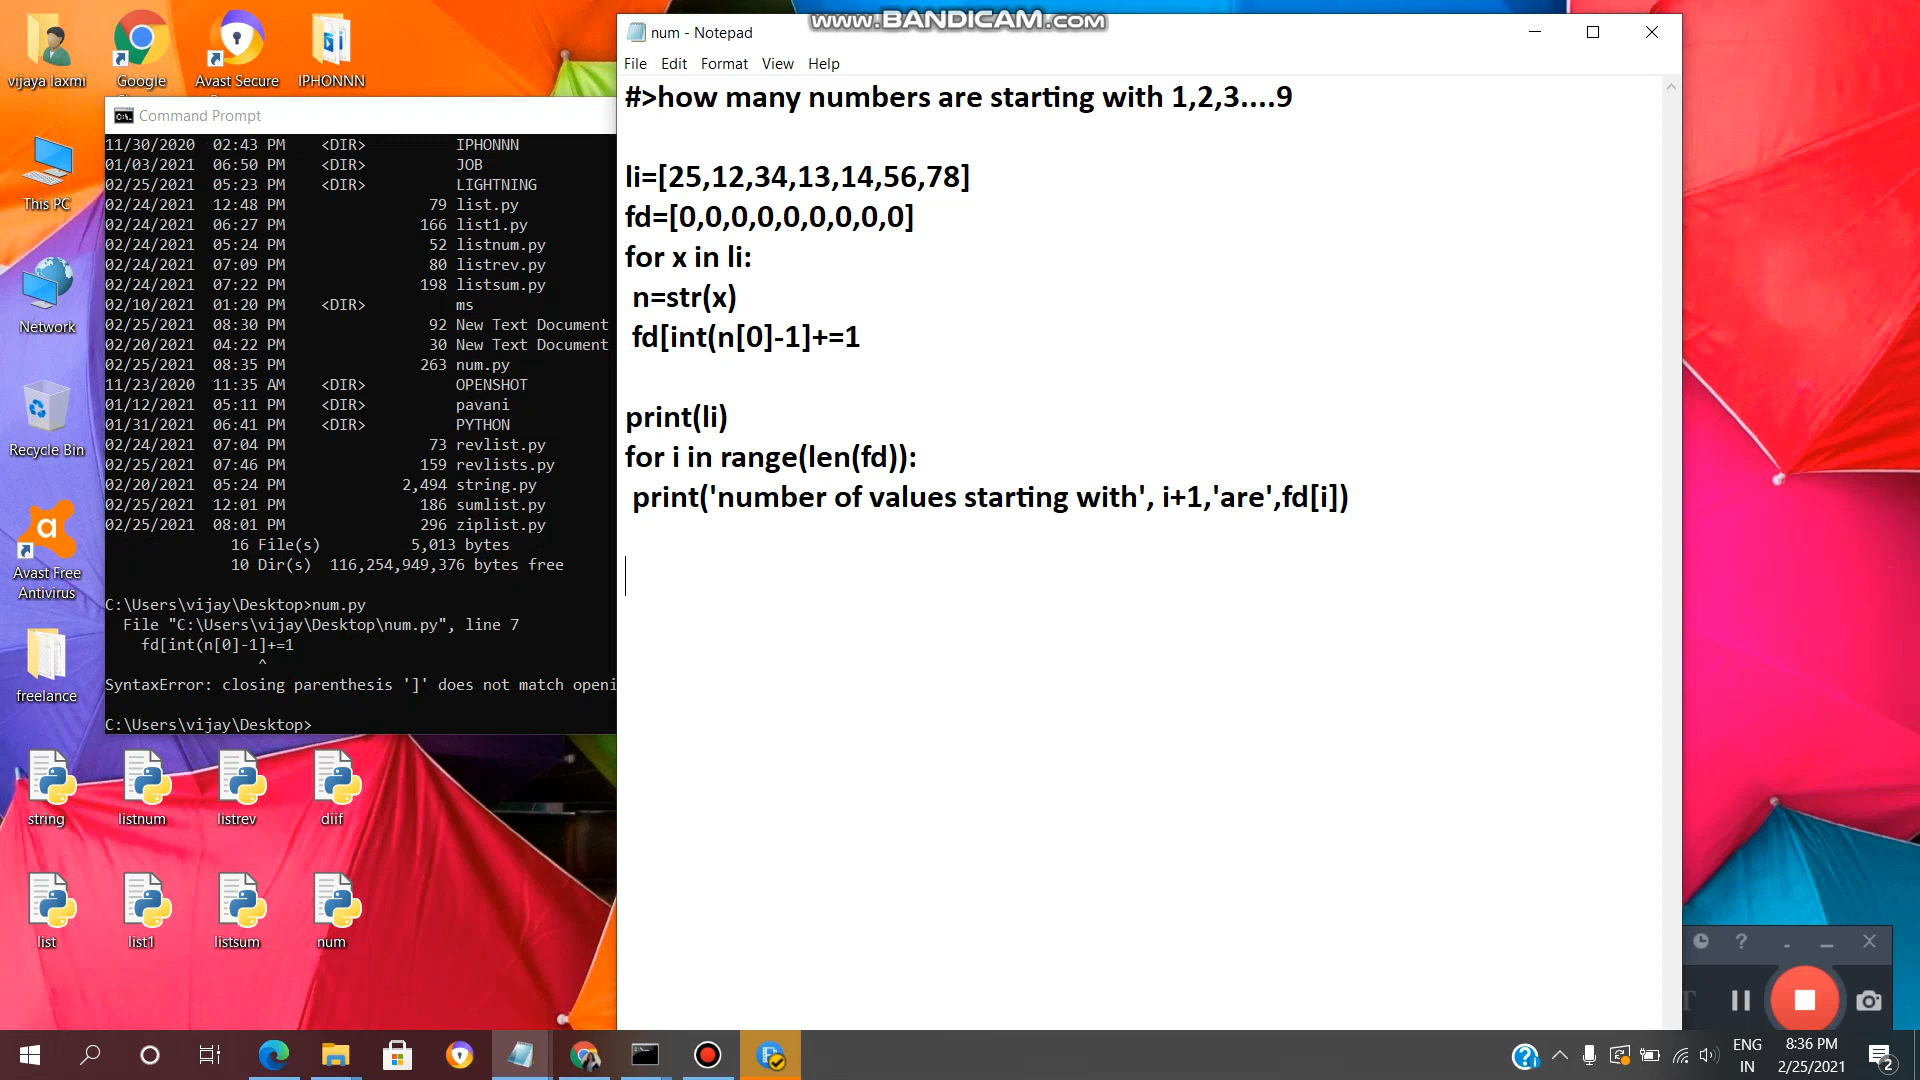 www.BANDICAM.com
vijaya laxmi
Google
Avast Secure
IPHONNN
This PC
Network
Recycle Bin
Avast Free
Antivirus
freelance
Command Prompt
11/30/2020 02:43 PM <DIR> IPHONNN
01/03/2021 06:50 PM <DIR> JOB
02/25/2021 05:23 PM <DIR> LIGHTNING
02/24/2021 12:48 PM 79 list.py
02/24/2021 06:27 PM 166 list1.py
02/24/2021 05:24 PM 52 listnum.py
02/24/2021 07:09 PM 80 listrev.py
02/24/2021 07:22 PM 198 listsum.py
02/10/2021 01:20 PM <DIR> ms
02/25/2021 08:30 PM 92 New Text Document
02/20/2021 04:22 PM 30 New Text Document
02/25/2021 08:35 PM 263 num.py
11/23/2020 11:35 AM <DIR> OPENSHOT
01/12/2021 05:11 PM <DIR> pavani
01/31/2021 06:41 PM <DIR> PYTHON
02/24/2021 07:04 PM 73 revlist.py
02/25/2021 07:46 PM 159 revlists.py
02/20/2021 05:24 PM 2,494 string.py
02/25/2021 12:01 PM 186 sumlist.py
02/25/2021 08:01 PM 296 ziplist.py
16 File(s) 5,013 bytes
10 Dir(s) 116,254,949,376 bytes free
C:\Users\vijay\Desktop>num.py
File "C:\Users\vijay\Desktop\num.py", line 7
fd[int(n[0]-1]+=1
^
SyntaxError: closing parenthesis ']' does not match openi
C:\Users\vijay\Desktop>
num - Notepad
File Edit Format View Help
#>how many numbers are starting with 1,2,3....9
li=[25,12,34,13,14,56,78]
fd=[0,0,0,0,0,0,0,0,0]
for x in li:
n=str(x)
fd[int(n[0]-1]+=1
print(li)
for i in range(len(fd)):
print('number of values starting with', i+1,'are',fd[i])
string
listnum
listrev
diif
list
list1
listsum
num
ENG
IN
8:36 PM
2/25/2021
2